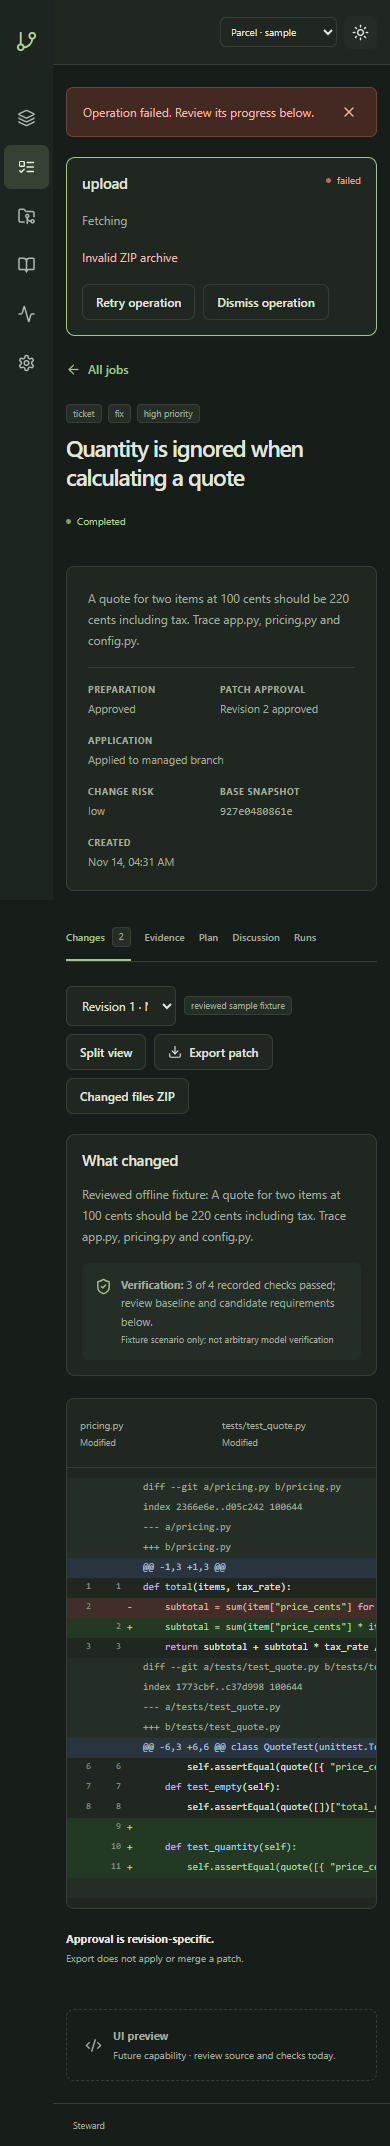 Parcel · sample
Operation failed. Review its progress below.
upload
failed
Fetching
Invalid ZIP archive
Retry operation
Dismiss operation
All jobs
ticket
fix
high priority
Quantity is ignored when
calculating a quote
Completed
A quote for two items at 100 cents should be 220
cents including tax. Trace app.py, pricing.py and
config.py.
PREPARATION
Approved
PATCH APPROVAL
Revision 2 approved
APPLICATION
Applied to managed branch
CHANGE RISK
low
BASE SNAPSHOT
927e0480861e
CREATED
Nov 14, 04:31 AM
Changes 2 Evidence Plan Discussion Runs
Revision 1 ·
reviewed sample fixture
Split view
Export patch
Changed files ZIP
What changed
Reviewed offline fixture: A quote for two items at
100 cents should be 220 cents including tax. Trace
app.py, pricing.py and config.py.
Verification: 3 of 4 recorded checks passed;
review baseline and candidate requirements
below.
Fixture scenario only; not arbitrary model verification
pricing.py
Modified
tests/test_quote.py
Modified
diff --git a/pricing.py b/pricing.py
index 2366e6e..d05c242 100644
--- a/pricing.py
+++ b/pricing.py
@@ -1,3 +1,3 @@
1 1 def total(items, tax_rate):
2 - subtotal = sum(item["price_cents"] for
2 + subtotal = sum(item["price_cents"] * it
3 3 return subtotal + subtotal * tax_rate /
diff --git a/tests/test_quote.py b/tests/te
index 1773cbf..c37d998 100644
--- a/tests/test_quote.py
+++ b/tests/test_quote.py
@@ -6,3 +6,6 @@ class QuoteTest(unittest.Te
6 6 self.assertEqual(quote([{ "price_ce
7 7 def test_empty(self):
8 8 self.assertEqual(quote([])["total_c
9 +
10 + def test_quantity(self):
11 + self.assertEqual(quote([{ "price_ce
Approval is revision-specific.
Export does not apply or merge a patch.
UI preview
Future capability · review source and checks today.
Steward